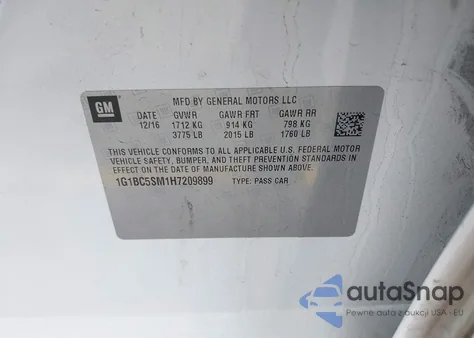 GM
MFD BY GENERAL MOTORS LLC
DATE GVWR GAWR FRT GAWR RR
12/16 1712 KG 914 KG 798 KG
3775 LB 2015 LB 1760 LB
THIS VEHICLE CONFORMS TO ALL APPLICABLE U.S. FEDERAL MOTOR
VEHICLE SAFETY, BUMPER, AND THEFT PREVENTION STANDARDS IN
EFFECT ON THE DATE OF MANUFACTURE SHOWN ABOVE.
1G1BC5SM1H7209899 TYPE: PASS CAR
autoSnap
Pewne auta z aukcji USA i EU